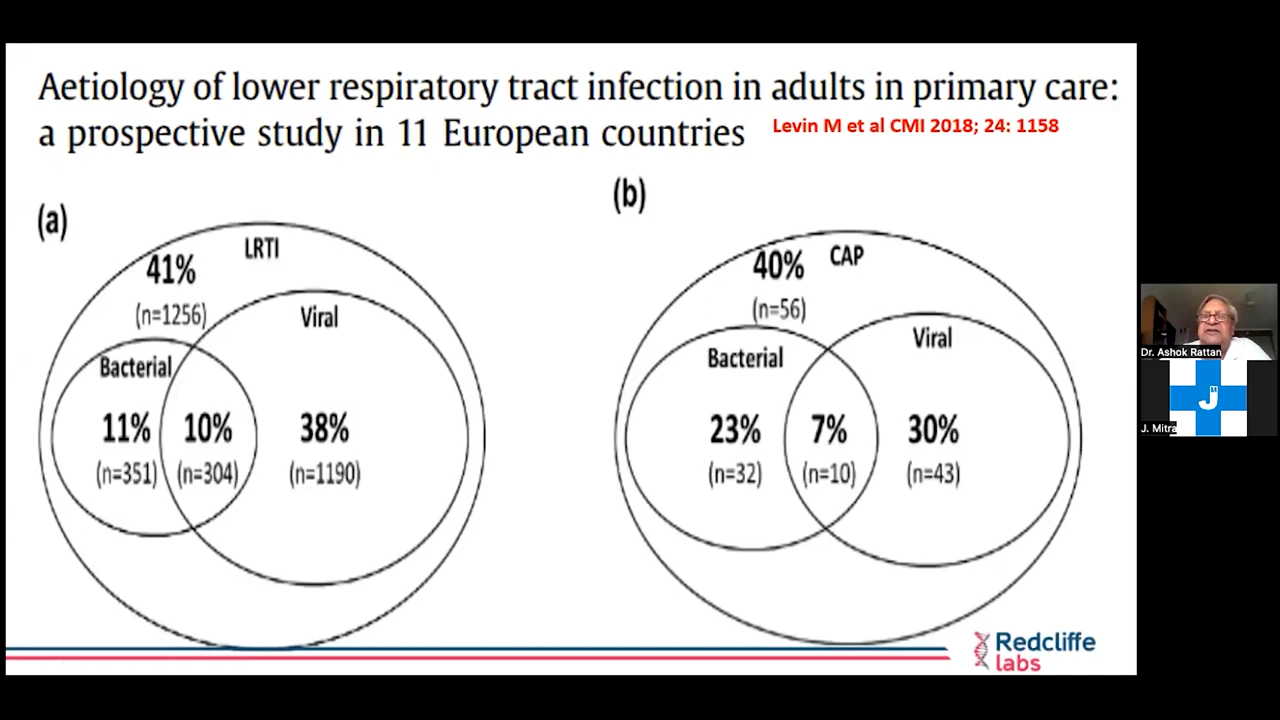 Aetiology of lower respiratory tract infection in adults in primary care:
a prospective study in 11 European countries
Levin M et al CMI 2018; 24: 1158
(a)
LRTI
41%
(n=1256)
Viral
Bacterial
11%
10%
38%
(n=351)
(n=304)
(n=1190)
(b)
CAP
40%
(n=56)
Viral
Bacterial
23%
7%
30%
(n=32)
(n=10)
(n=43)
Redcliffe
labs
Dr. Ashok Rattan
J
M
J. Mitra